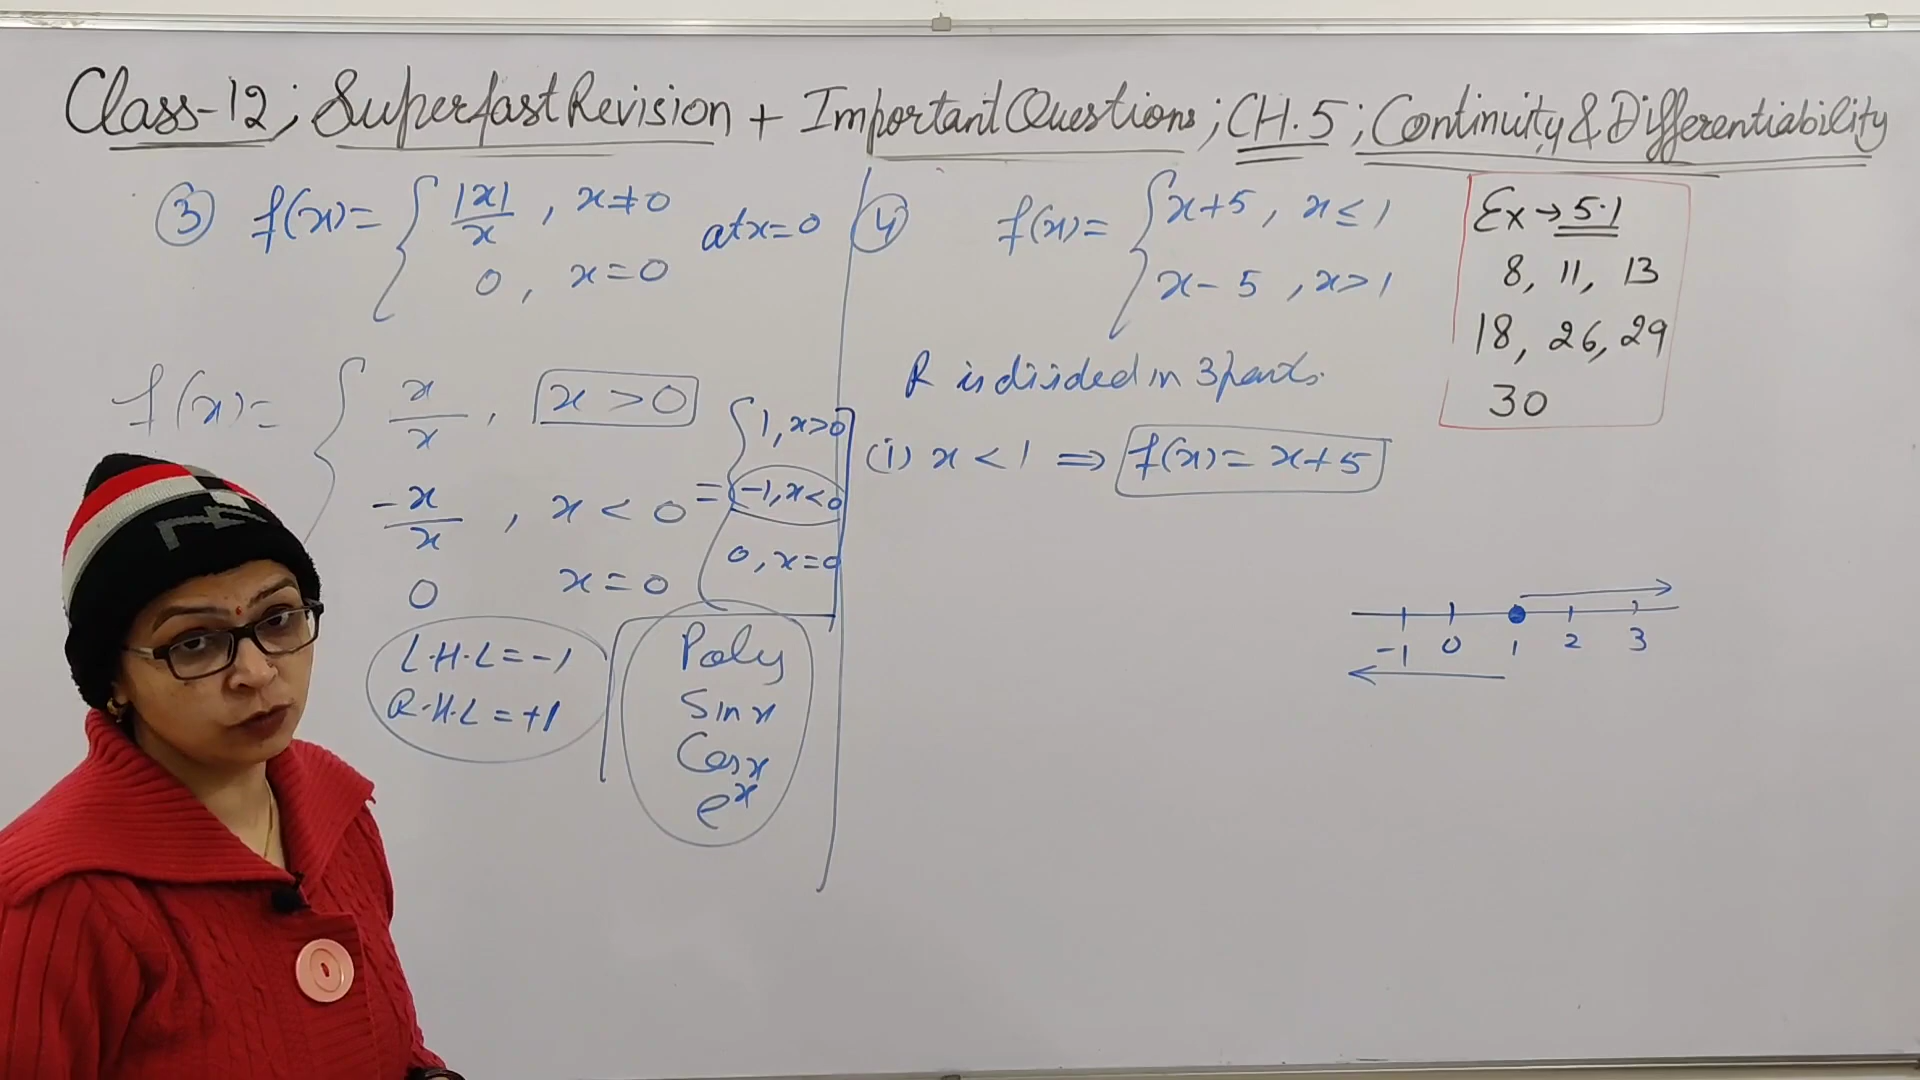 Class-12; Superfast Revision + Important Questions; CH.5; Continuity & Differentiability
③ f(x)= { |x|/x , x≠0
0 , x=0
at x=0
f(x)= { x/x , x>0
-x/x , x<0
0 x=0
= { 1, x>0
-1, x<0
0, x=0
L.H.L=-1
R.H.L=+1
Poly
Sin x
Cos x
e^x
④ f(x)= { x+5 , x≤1
x-5 , x>1
R is divided in 3 parts.
(i) x<1 ⇒ f(x)= x+5
-1 0 1 2 3
Ex→5.1
8, 11, 13
18, 26, 29
30